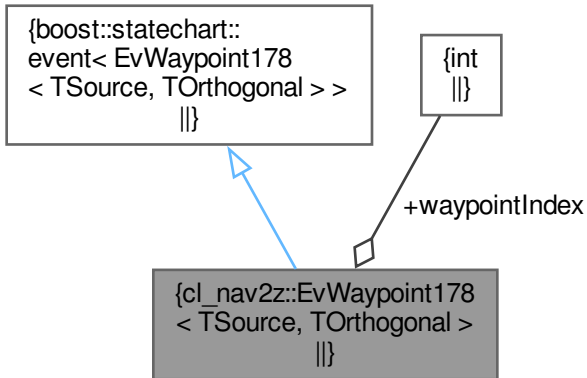 {boost::statechart::
event< EvWaypoint178
< TSource, TOrthogonal > >
||}
{int
||}
+waypointIndex
{cl_nav2z::EvWaypoint178
< TSource, TOrthogonal >
||}